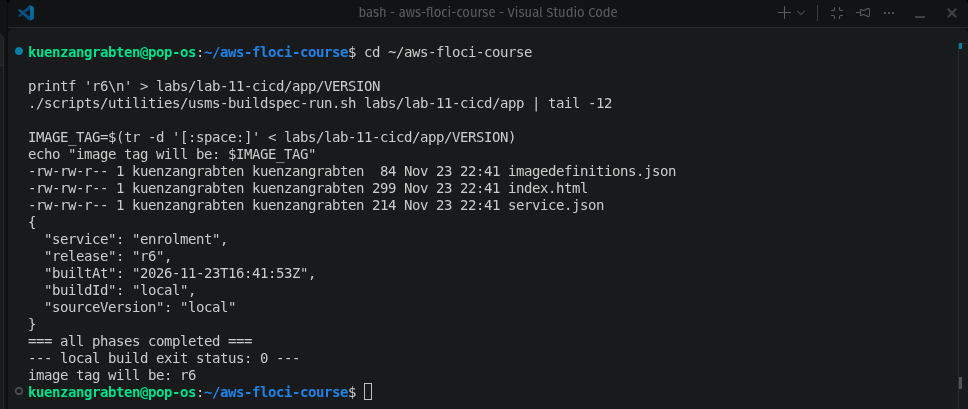 bash - aws-floci-course - Visual Studio Code
kuenzangrabten@pop-os:~/aws-floci-course$ cd ~/aws-floci-course
printf 'r6\n' > labs/lab-11-cicd/app/VERSION
./scripts/utilities/usms-buildspec-run.sh labs/lab-11-cicd/app | tail -12
IMAGE_TAG=$(tr -d '[:space:]' < labs/lab-11-cicd/app/VERSION)
echo "image tag will be: $IMAGE_TAG"
-rw-rw-r-- 1 kuenzangrabten kuenzangrabten  84 Nov 23 22:41 imagedefinitions.json
-rw-rw-r-- 1 kuenzangrabten kuenzangrabten 299 Nov 23 22:41 index.html
-rw-rw-r-- 1 kuenzangrabten kuenzangrabten 214 Nov 23 22:41 service.json
{
  "service": "enrolment",
  "release": "r6",
  "builtAt": "2026-11-23T16:41:53Z",
  "buildId": "local",
  "sourceVersion": "local"
}
=== all phases completed ===
--- local build exit status: 0 ---
image tag will be: r6
kuenzangrabten@pop-os:~/aws-floci-course$